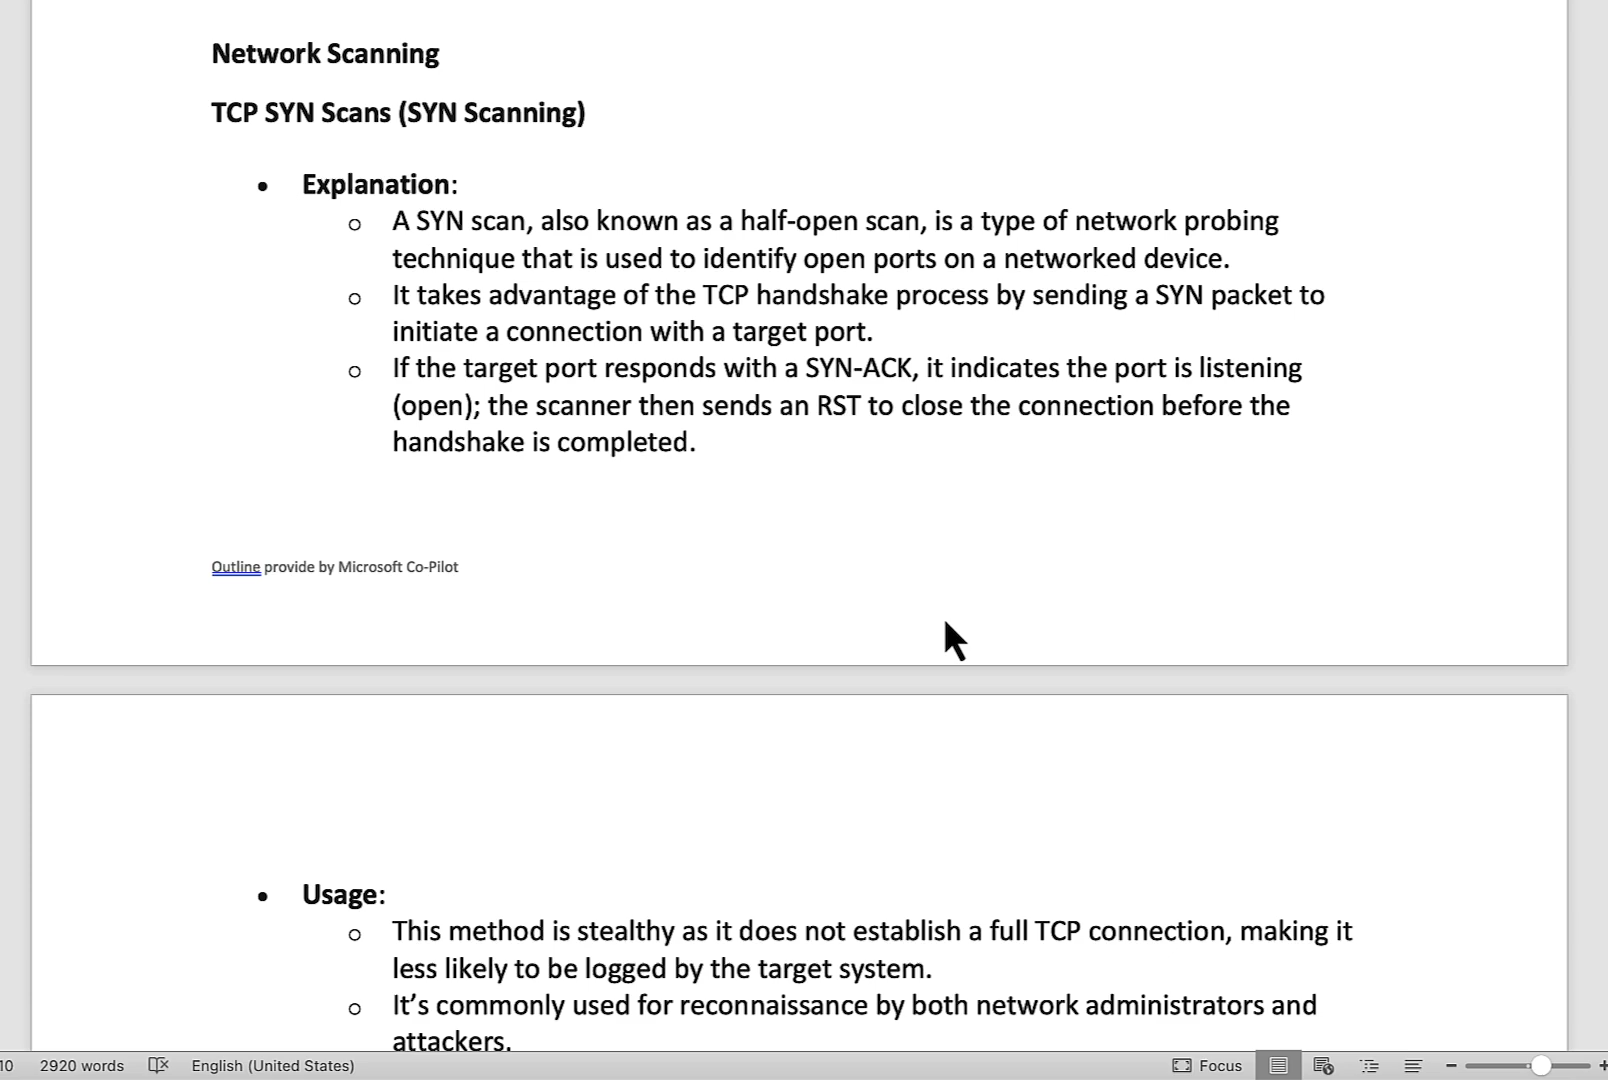 Network Scanning
TCP SYN Scans (SYN Scanning)
• Explanation:
o A SYN scan, also known as a half-open scan, is a type of network probing
technique that is used to identify open ports on a networked device.
o It takes advantage of the TCP handshake process by sending a SYN packet to
initiate a connection with a target port.
o If the target port responds with a SYN-ACK, it indicates the port is listening
(open); the scanner then sends an RST to close the connection before the
handshake is completed.
Outline provide by Microsoft Co-Pilot
• Usage:
o This method is stealthy as it does not establish a full TCP connection, making it
less likely to be logged by the target system.
o It’s commonly used for reconnaissance by both network administrators and
attackers.
10 2920 words English (United States) Focus